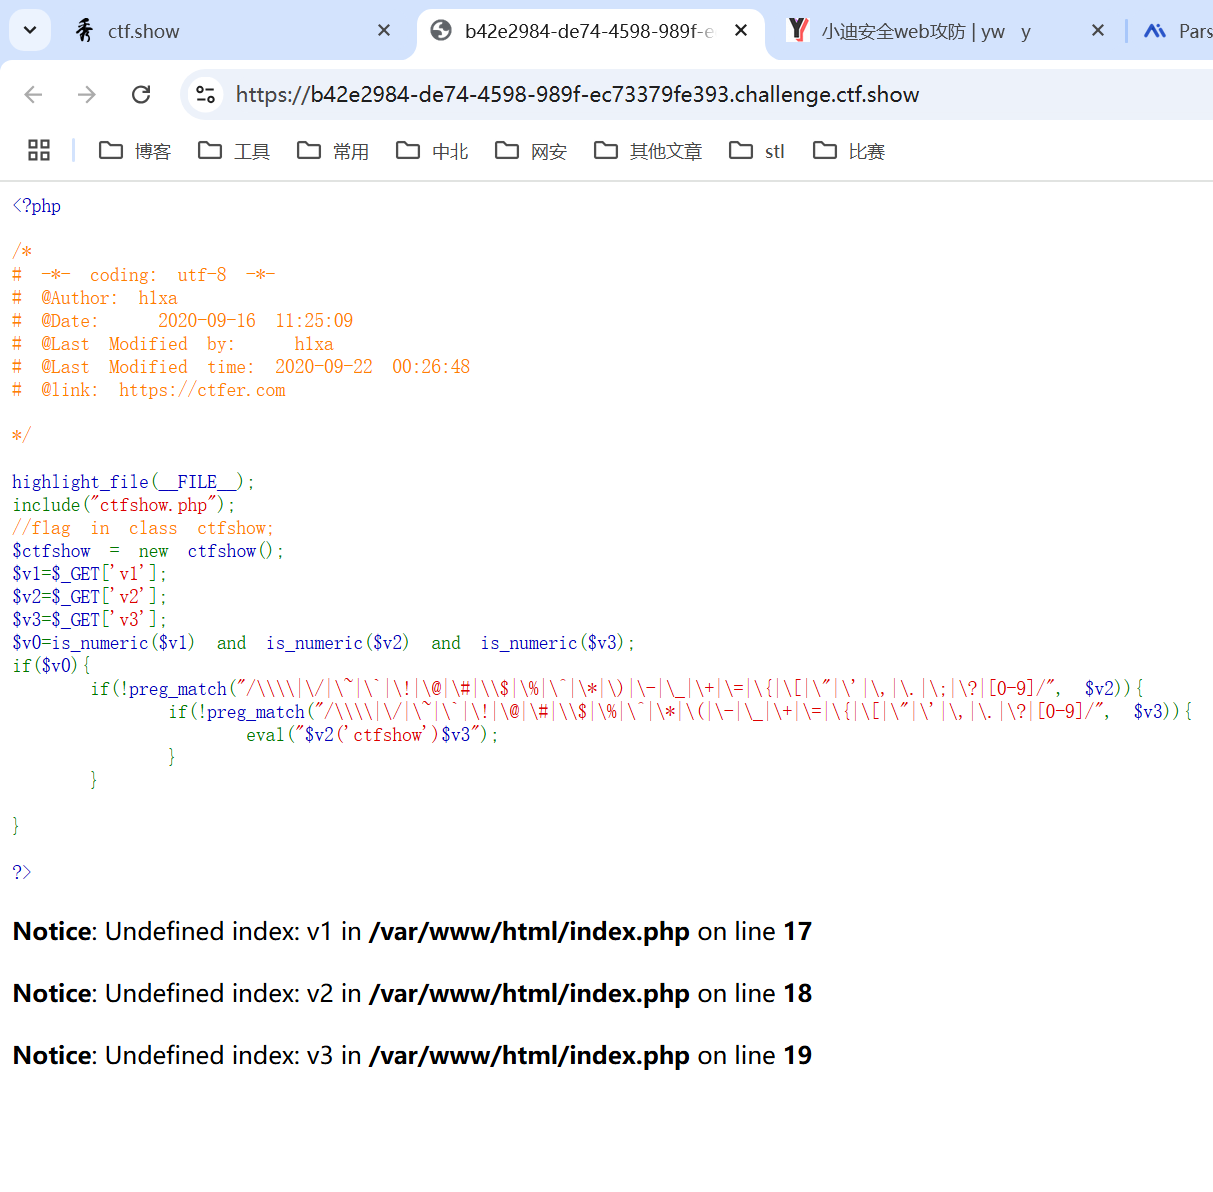 ctf.show
b42e2984-de74-4598-989f-e
小迪安全web攻防 | yw y
Pars
https://b42e2984-de74-4598-989f-ec73379fe393.challenge.ctf.show
博客 工具 常用 中北 网安 其他文章 stl 比赛
<?php
/*
# -*- coding: utf-8 -*-
# @Author: h1xa
# @Date: 2020-09-16 11:25:09
# @Last Modified by: h1xa
# @Last Modified time: 2020-09-22 00:26:48
# @link: https://ctfer.com
*/
highlight_file(__FILE__);
include("ctfshow.php");
//flag in class ctfshow;
$ctfshow = new ctfshow();
$v1=$_GET['v1'];
$v2=$_GET['v2'];
$v3=$_GET['v3'];
$v0=is_numeric($v1) and is_numeric($v2) and is_numeric($v3);
if($v0){
if(!preg_match("/\\\\|\/|\~|\`|\!|\@|\#|\\$|\%|\^|\*|\)|\-|\_|\+|\=|\{|\[|\"|\'|\,|\.|\;|\?|[0-9]/", $v2)){
if(!preg_match("/\\\\|\/|\~|\`|\!|\@|\#|\\$|\%|\^|\*|\(|\-|\_|\+|\=|\{|\[|\"|\'|\,|\.|\?|[0-9]/", $v3)){
eval("$v2('ctfshow')$v3");
}
}
}
?>
Notice: Undefined index: v1 in /var/www/html/index.php on line 17
Notice: Undefined index: v2 in /var/www/html/index.php on line 18
Notice: Undefined index: v3 in /var/www/html/index.php on line 19